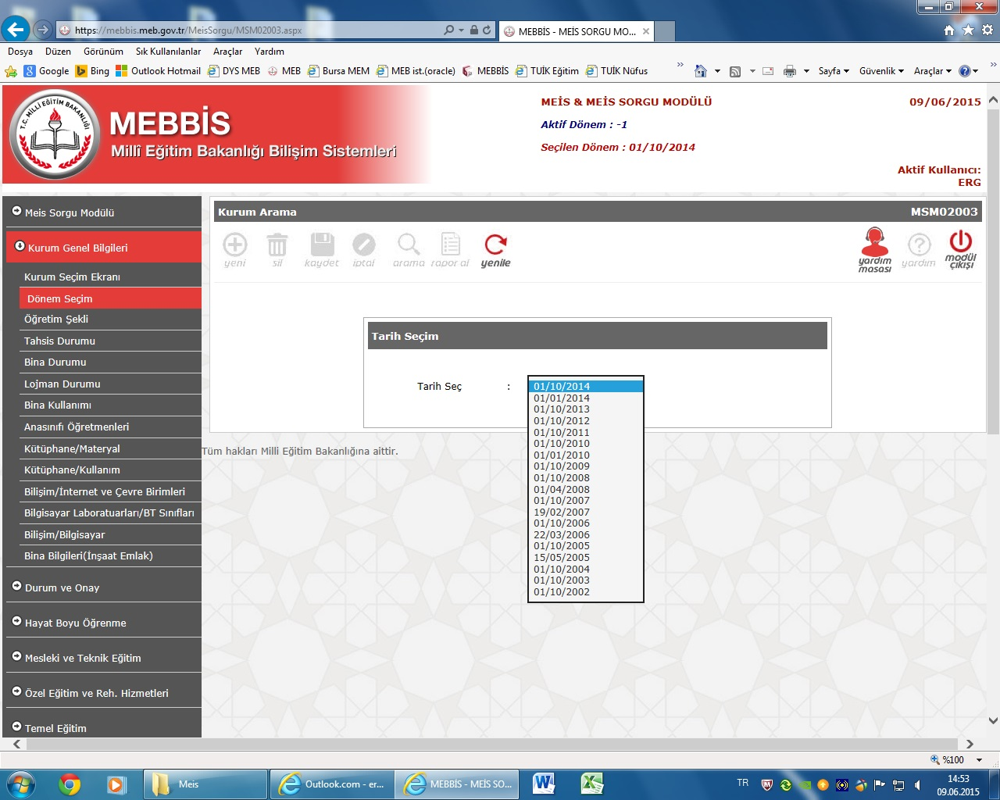 https://mebbis.meb.gov.tr/MeisSorgu/MSM02003.aspx
MEBBİS - MEİS SORGU MO...
Dosya Düzen Görünüm Sık Kullanılanlar Araçlar Yardım
Google Bing Outlook Hotmail DYS MEB MEB Bursa MEM MEB ist.(oracle) MEBBİS TUİK Eğitim TUİK Nüfus Sayfa Güvenlik Araçlar
T.C. MİLLÎ EĞİTİM BAKANLIĞI
MEBBİS
Millî Eğitim Bakanlığı Bilişim Sistemleri
MEİS & MEİS SORGU MODÜLÜ
09/06/2015
Aktif Dönem : -1
Seçilen Dönem : 01/10/2014
Aktif Kullanıcı:
ERG
Meis Sorgu Modülü
Kurum Genel Bilgileri
Kurum Seçim Ekranı
Dönem Seçim
Öğretim Şekli
Tahsis Durumu
Bina Durumu
Lojman Durumu
Bina Kullanımı
Anasınıfı Öğretmenleri
Kütüphane/Materyal
Kütüphane/Kullanım
Bilişim/İnternet ve Çevre Birimleri
Bilgisayar Laboratuarları/BT Sınıfları
Bilişim/Bilgisayar
Bina Bilgileri(İnşaat Emlak)
Durum ve Onay
Hayat Boyu Öğrenme
Mesleki ve Teknik Eğitim
Özel Eğitim ve Reh. Hizmetleri
Temel Eğitim
Kurum Arama
MSM02003
yeni sil kaydet iptal arama rapor al yenile
yardım masası
yardım
modül çıkışı
Tarih Seçim
Tarih Seç :
01/10/2014
01/01/2014
01/10/2013
01/10/2012
01/10/2011
01/10/2010
01/01/2010
01/10/2009
01/10/2008
01/04/2008
01/10/2007
19/02/2007
01/10/2006
22/03/2006
01/10/2005
15/05/2005
01/10/2004
01/10/2003
01/10/2002
Tüm hakları Milli Eğitim Bakanlığına aittir.
%100
Meis
Outlook.com - er...
MEBBİS - MEİS SO...
TR
14:53
09.06.2015